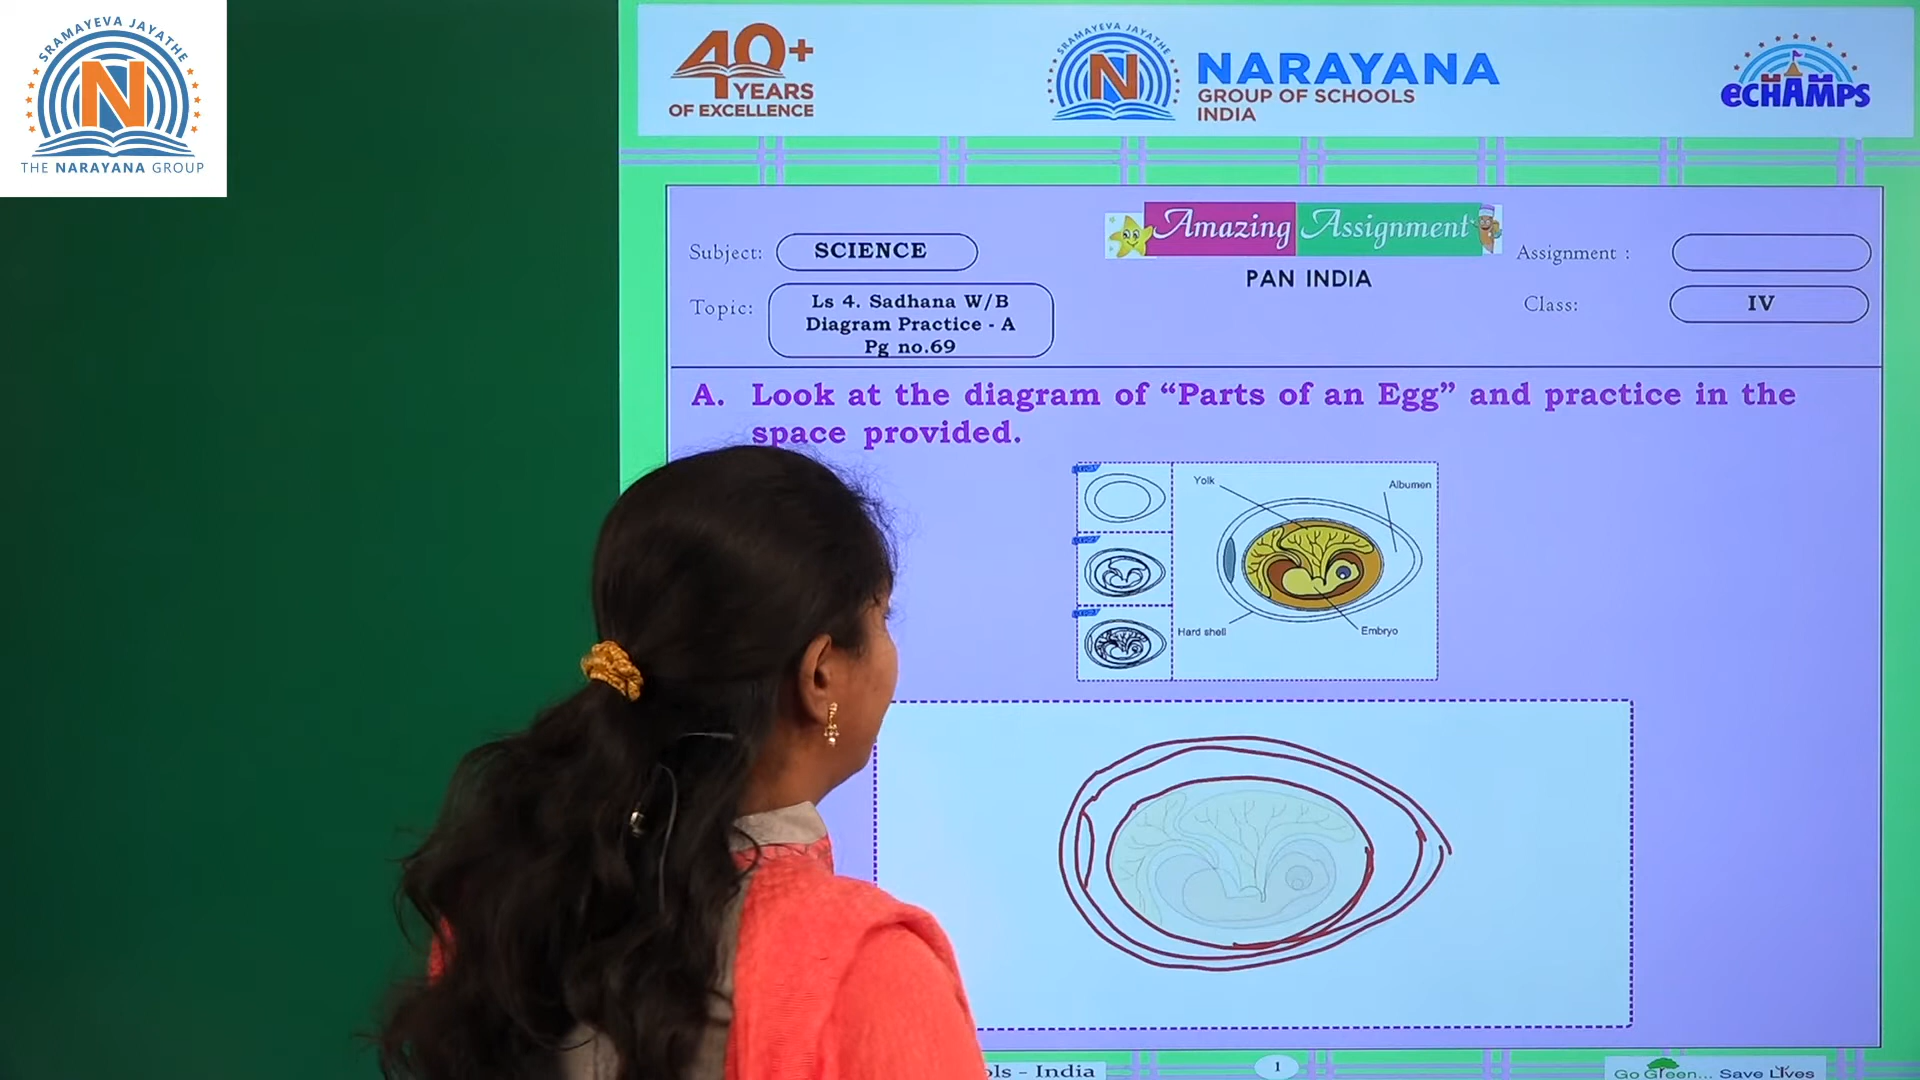 SRAMAYEVA JAYATHE
N
THE NARAYANA GROUP
40+
YEARS
OF EXCELLENCE
SRAMAYEVA JAYATHE
N
NARAYANA
GROUP OF SCHOOLS
INDIA
eCHAMPS
Subject: SCIENCE
Amazing Assignment
PAN INDIA
Assignment :
Topic: Ls 4. Sadhana W/B
Diagram Practice - A
Pg no.69
Class: IV
A. Look at the diagram of “Parts of an Egg” and practice in the
space provided.
Yolk
Albumen
Hard shell
Embryo
- India
1
Go Green... Save Lives